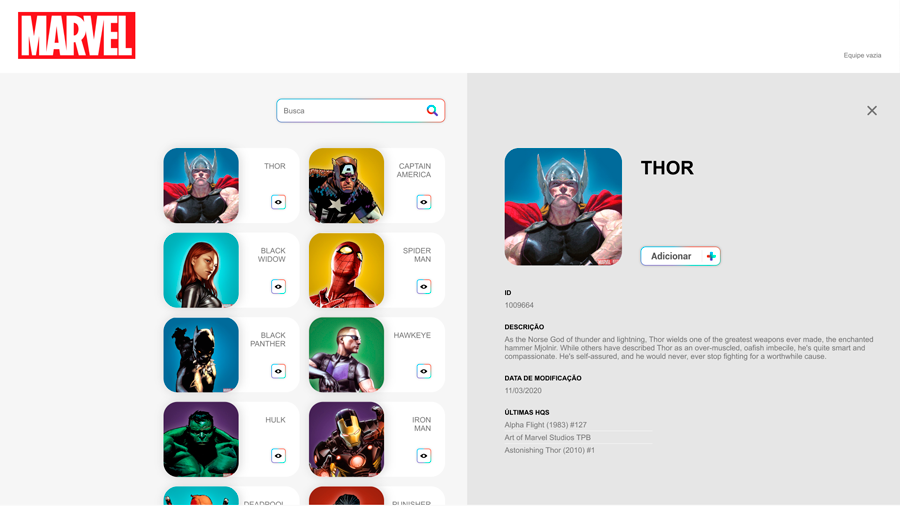 MARVEL
Equipe vazia
Busca
THOR
CAPTAIN
AMERICA
BLACK
WIDOW
SPIDER
MAN
BLACK
PANTHER
HAWKEYE
HULK
IRON
MAN
DEADPOOL
PUNISHER
THOR
Adicionar
ID
1009664
DESCRIÇÃO
As the Norse God of thunder and lightning, Thor wields one of the greatest weapons ever made, the enchanted
hammer Mjolnir. While others have described Thor as an over-muscled, oafish imbecile, he's quite smart and
compassionate. He's self-assured, and he would never, ever stop fighting for a worthwhile cause.
DATA DE MODIFICAÇÃO
11/03/2020
ÚLTIMAS HQS
Alpha Flight (1983) #127
Art of Marvel Studios TPB
Astonishing Thor (2010) #1